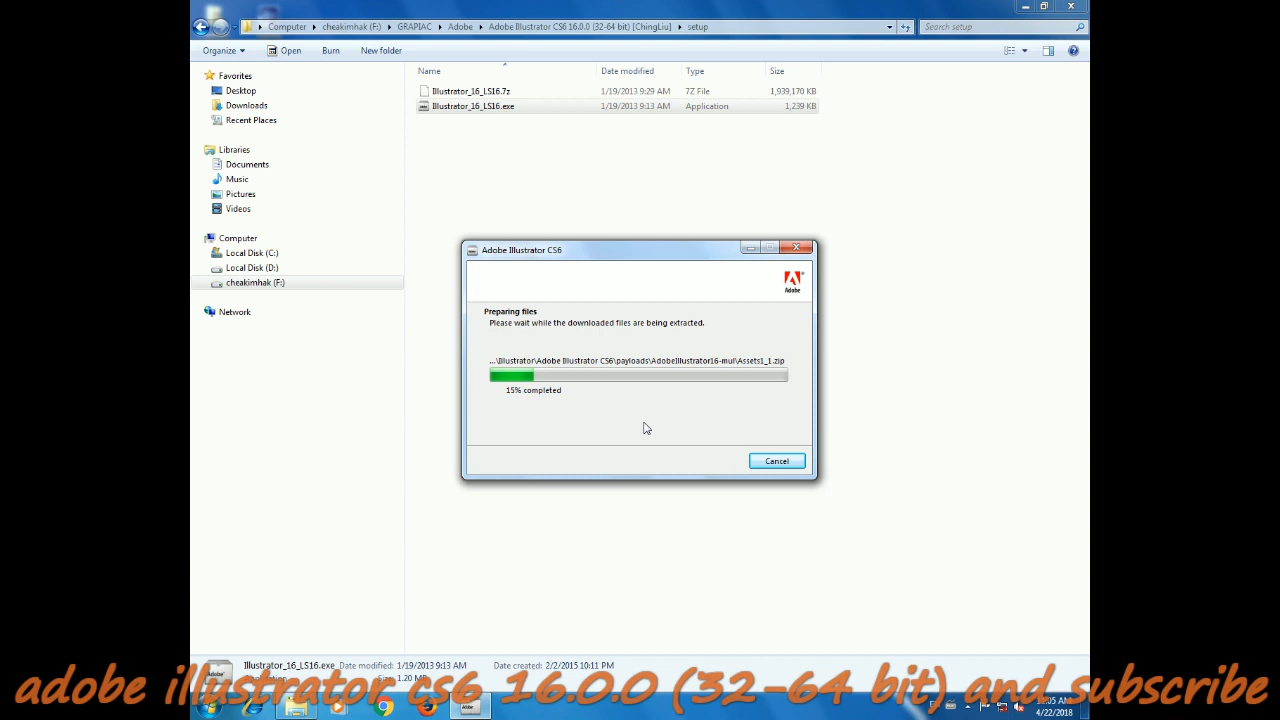 Computer ▸ cheakimhak (F:) ▸ GRAPIAC ▸ Adobe ▸ Adobe Illustrator CS6 16.0.0 (32-64 bit) [ChingLiu] ▸ setup
Search setup
Organize Open Burn New folder
Name Date modified Type Size
Illustrator_16_LS16.7z 1/19/2013 9:29 AM 7Z File 1,939,170 KB
Illustrator_16_LS16.exe 1/19/2013 9:13 AM Application 1,239 KB
Favorites
Desktop
Downloads
Recent Places
Libraries
Documents
Music
Pictures
Videos
Computer
Local Disk (C:)
Local Disk (D:)
cheakimhak (F:)
Network
Adobe Illustrator CS6
Adobe
Preparing files
Please wait while the downloaded files are being extracted.
...\Illustrator\Adobe Illustrator CS6\payloads\AdobeIllustrator16-mul\Assets1_1.zip
15% completed
Cancel
Illustrator_16_LS16.exe Date modified: 1/19/2013 9:13 AM Date created: 2/2/2015 10:11 PM
Application Size: 1.20 MB
adobe illustrator cs6 16.0.0 (32-64 bit) and subscribe
4/22/2018